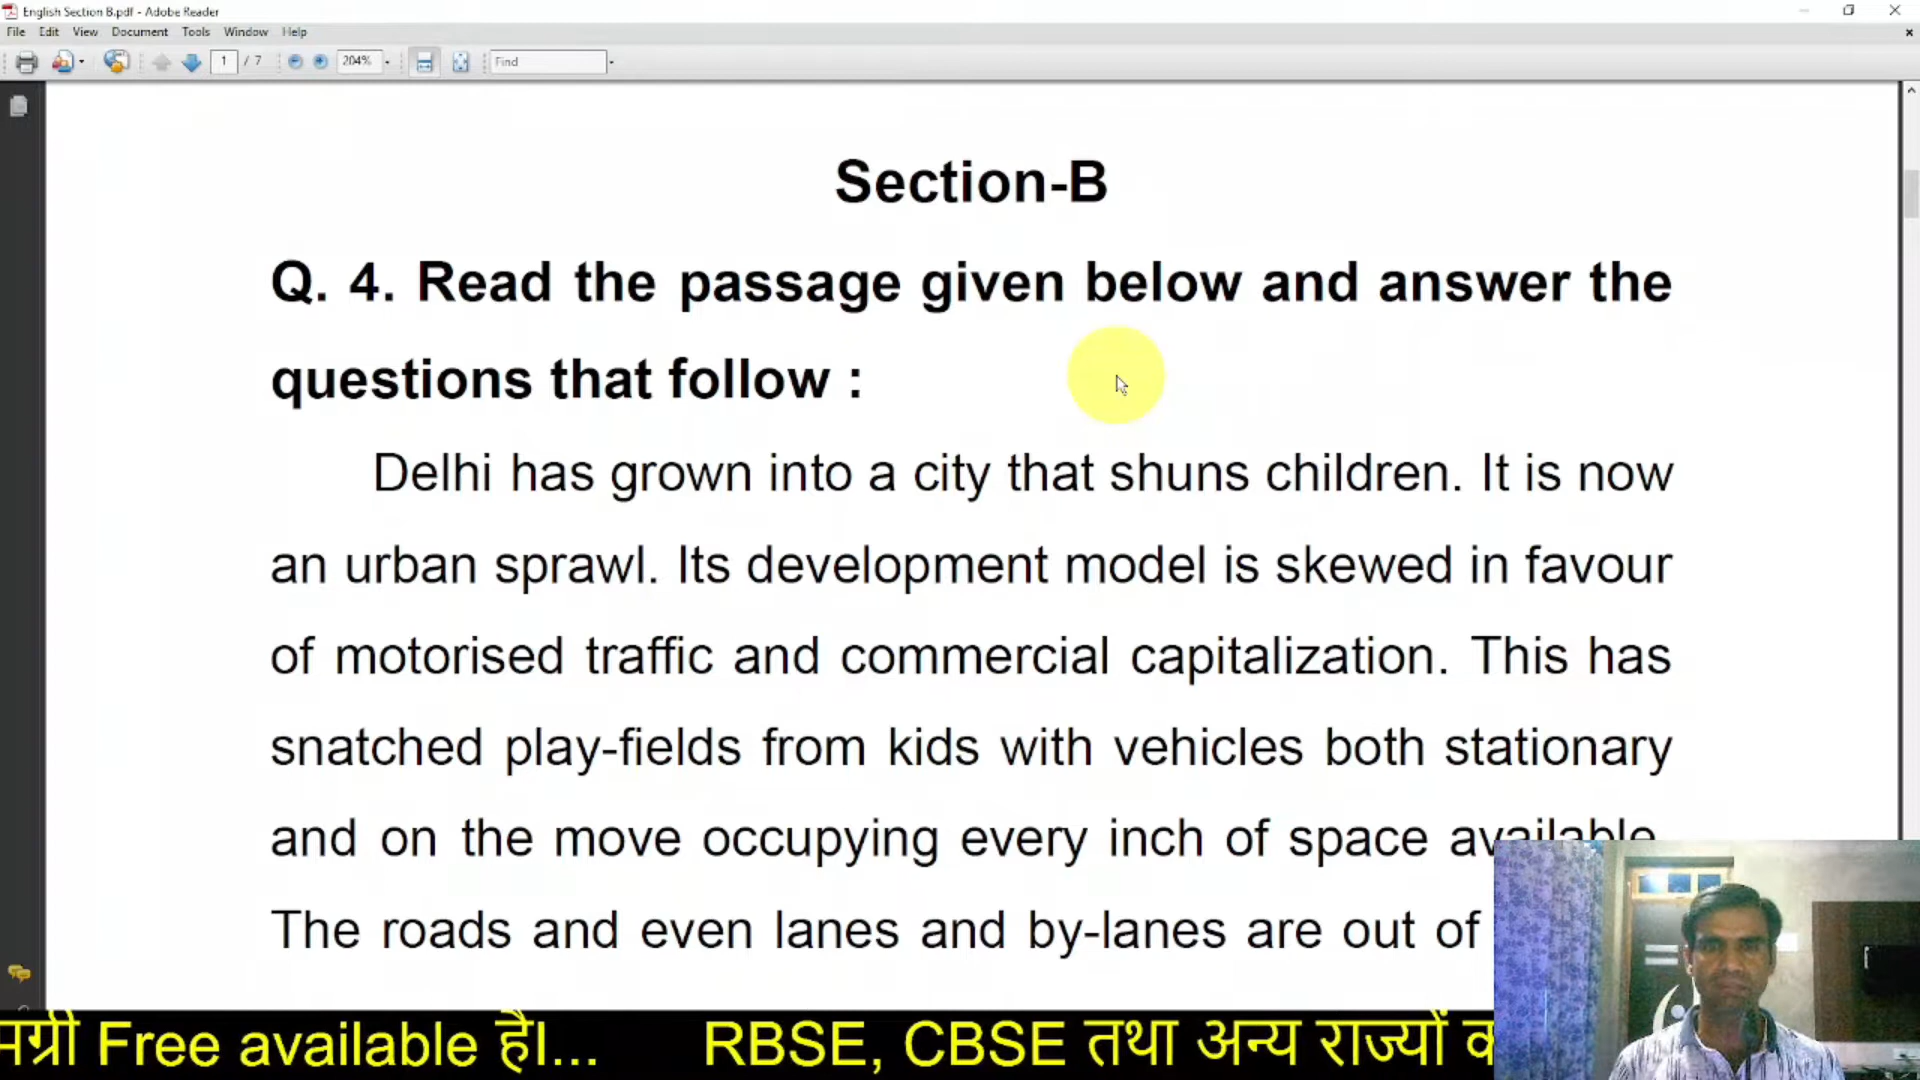 English Section B.pdf - Adobe Reader
File Edit View Document Tools Window Help
1 / 7 204% Find
Section-B
Q. 4. Read the passage given below and answer the
questions that follow :
Delhi has grown into a city that shuns children. It is now
an urban sprawl. Its development model is skewed in favour
of motorised traffic and commercial capitalization. This has
snatched play-fields from kids with vehicles both stationary
and on the move occupying every inch of space available.
The roads and even lanes and by-lanes are out of
मग्री Free available है।... RBSE, CBSE तथा अन्य राज्यों